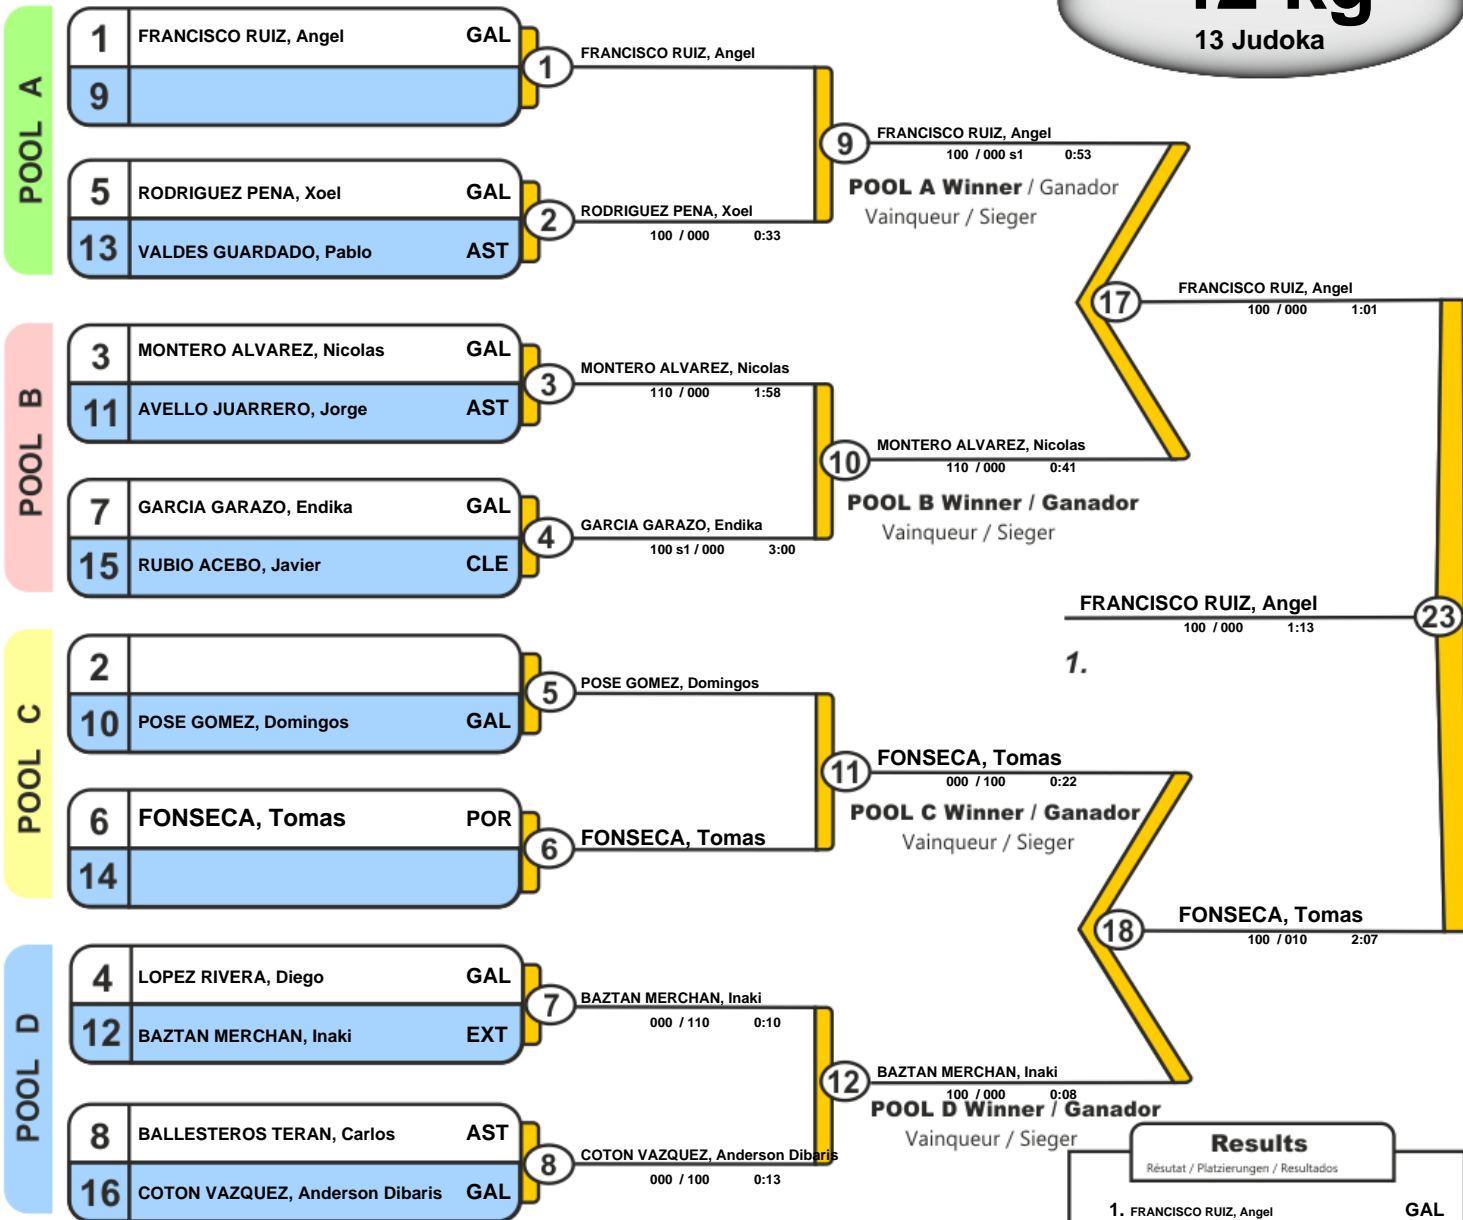 13 Judoka
POOL A
1 FRANCISCO RUIZ, Angel GAL
9
5 RODRIGUEZ PENA, Xoel GAL
13 VALDES GUARDADO, Pablo AST
POOL B
3 MONTERO ALVAREZ, Nicolas GAL
11 AVELLO JUARRERO, Jorge AST
7 GARCIA GARAZO, Endika GAL
15 RUBIO ACEBO, Javier CLE
POOL C
2
10 POSE GOMEZ, Domingos GAL
6 FONSECA, Tomas POR
14
POOL D
4 LOPEZ RIVERA, Diego GAL
12 BAZTAN MERCHAN, Inaki EXT
8 BALLESTEROS TERAN, Carlos AST
16 COTON VAZQUEZ, Anderson Dibaris GAL
1 FRANCISCO RUIZ, Angel
2 RODRIGUEZ PENA, Xoel
100 / 000 0:33
3 MONTERO ALVAREZ, Nicolas
110 / 000 1:58
4 GARCIA GARAZO, Endika
100 s1 / 000 3:00
5 POSE GOMEZ, Domingos
6 FONSECA, Tomas
7 BAZTAN MERCHAN, Inaki
000 / 110 0:10
8 COTON VAZQUEZ, Anderson Dibaris
000 / 100 0:13
9 FRANCISCO RUIZ, Angel
100 / 000 s1 0:53
POOL A Winner / Ganador
Vainqueur / Sieger
10 MONTERO ALVAREZ, Nicolas
110 / 000 0:41
POOL B Winner / Ganador
Vainqueur / Sieger
11 FONSECA, Tomas
000 / 100 0:22
POOL C Winner / Ganador
Vainqueur / Sieger
12 BAZTAN MERCHAN, Inaki
100 / 000 0:08
POOL D Winner / Ganador
Vainqueur / Sieger
17 FRANCISCO RUIZ, Angel
100 / 000 1:01
18 FONSECA, Tomas
100 / 010 2:07
FRANCISCO RUIZ, Angel 23
100 / 000 1:13
1.
Results
Résutat / Platzierungen / Resultados
1. FRANCISCO RUIZ, Angel GAL